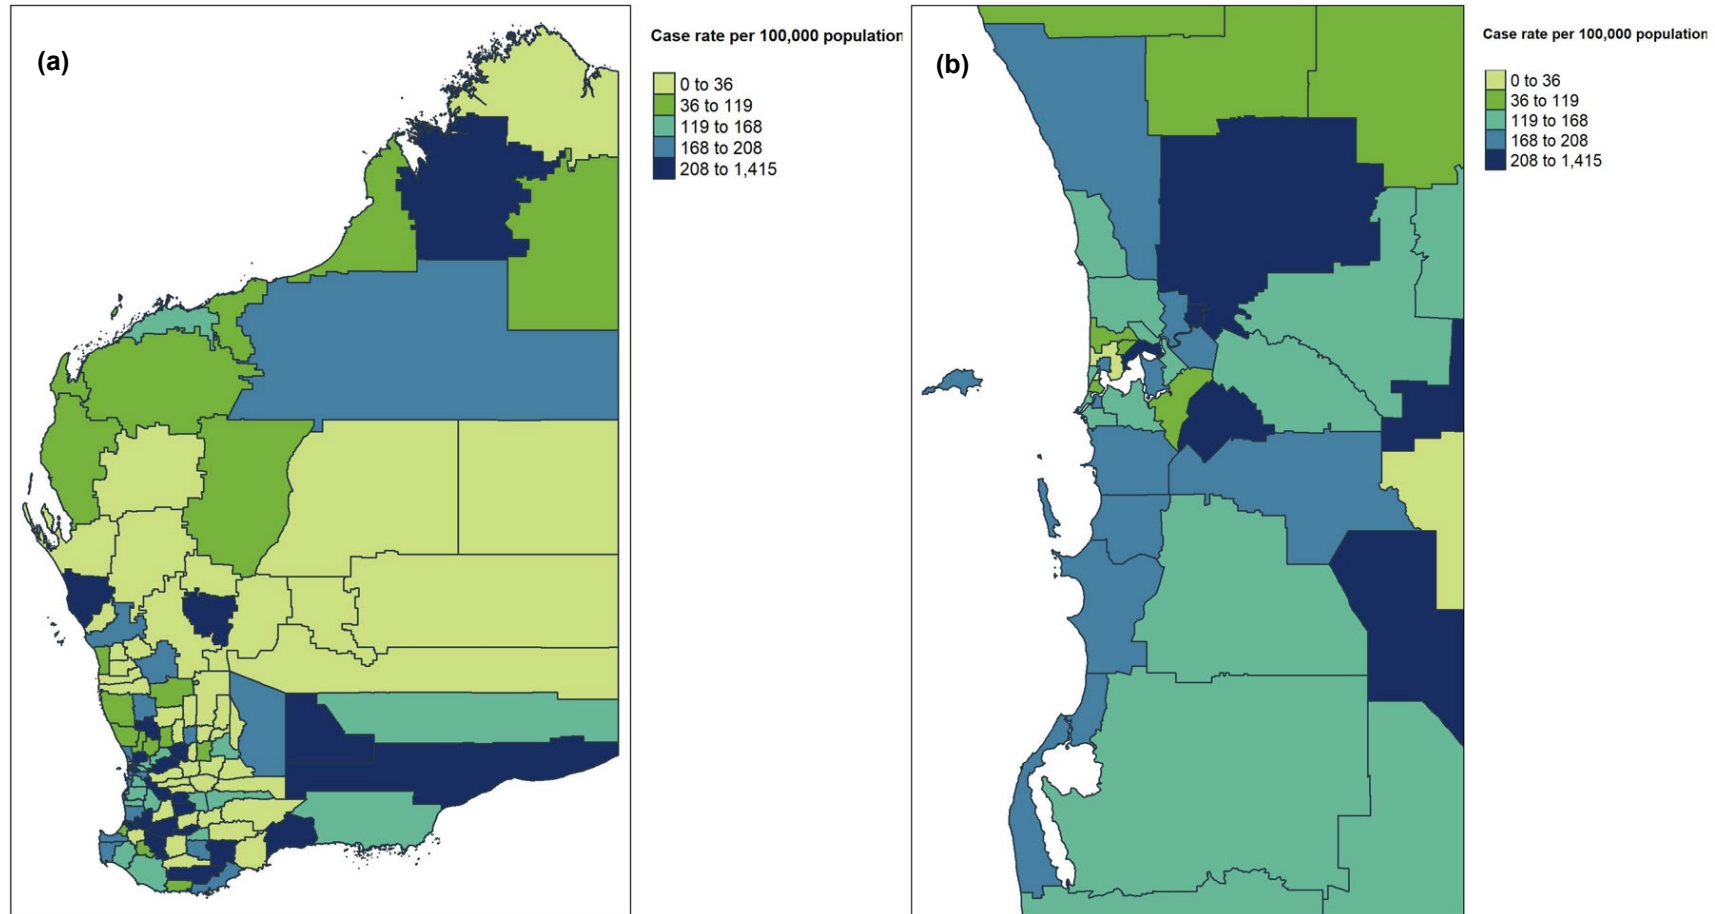 (a)
Case rate per 100,000 population
0 to 36
36 to 119
119 to 168
168 to 208
208 to 1,415
(b)
Case rate per 100,000 population
0 to 36
36 to 119
119 to 168
168 to 208
208 to 1,415